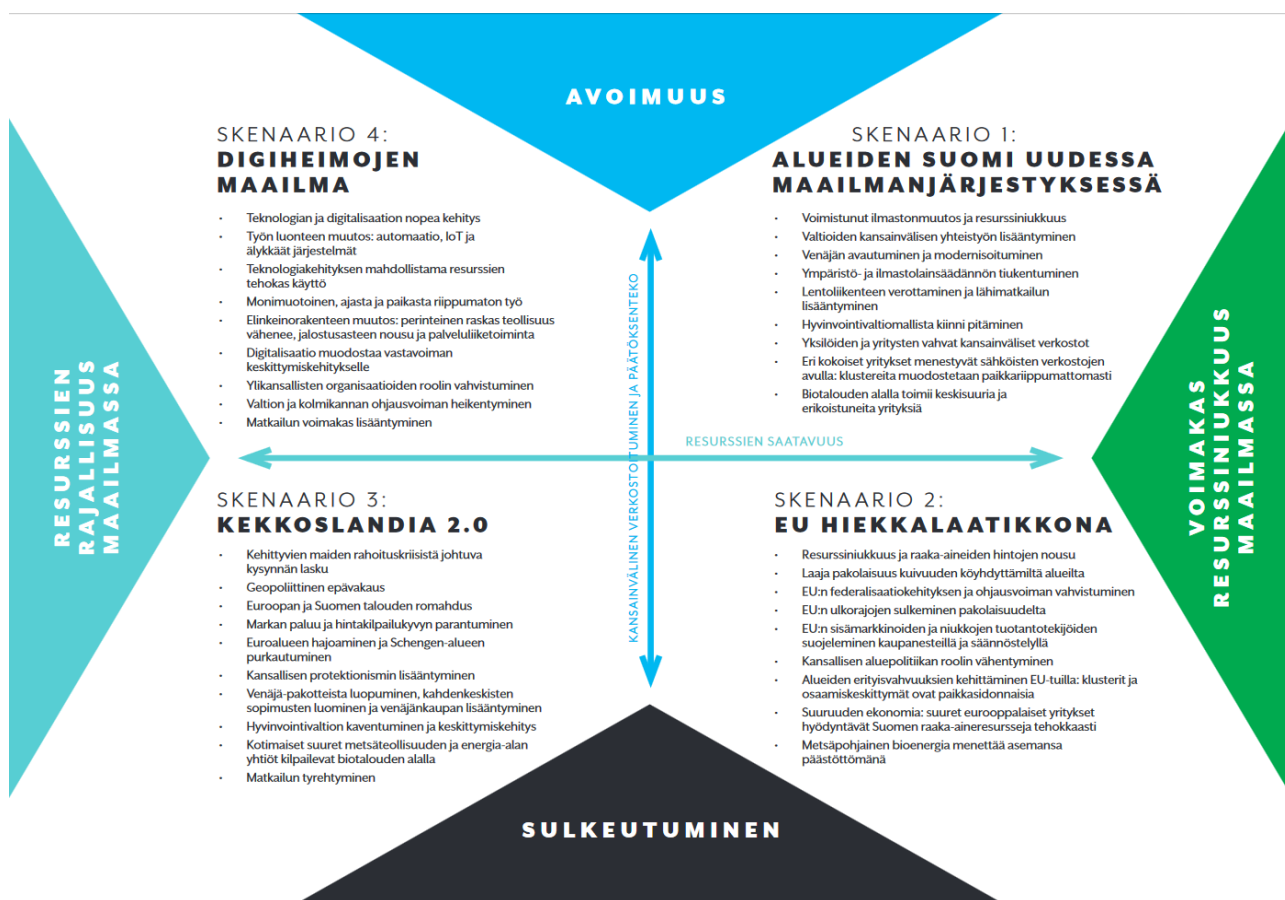 AVOIMUUS
SKENAARIO 4:
DIGIHEIMOJEN
MAAILMA
· Teknologian ja digitalisaation nopea kehitys
· Työn luonteen muutos: automaatio, IoT ja
älykkäät järjestelmät
· Teknologiakehityksen mahdollistama resurssien
tehokas käyttö
· Monimuotoinen, ajasta ja paikasta riippumaton työ
· Elinkeinorakenteen muutos: perinteinen raskas teollisuus
vähenee, jalostusasteen nousu ja palveluliiketoiminta
· Digitalisaatio muodostaa vastavoiman
keskittymiskehitykselle
· Ylikansallisten organisaatioiden roolin vahvistuminen
· Valtion ja kolmikannan ohjausvoiman heikentyminen
· Matkailun voimakas lisääntyminen
SKENAARIO 1:
ALUEIDEN SUOMI UUDESSA
MAAILMANJÄRJESTYKSESSÄ
· Voimistunut ilmastonmuutos ja resurssiniukkuus
· Valtioiden kansainvälisen yhteistyön lisääntyminen
· Venäjän avautuminen ja modernisoituminen
· Ympäristö- ja ilmastolainsäädännön tiukentuminen
· Lentoliikenteen verottaminen ja lähimatkailun
lisääntyminen
· Hyvinvointivaltiomallista kiinni pitäminen
· Yksilöiden ja yritysten vahvat kansainväliset verkostot
· Eri kokoiset yritykset menestyvät sähköisten verkostojen
avulla: klustereita muodostetaan paikkariippumattomasti
· Biotalouden alalla toimii keskisuuria ja
erikoistuneita yrityksiä
RESURSSIEN
RAJALLISUUS
MAAILMASSA
KANSAINVÄLINEN VERKOSTOITUMINEN JA PÄÄTÖKSENTEKO
RESURSSIEN SAATAVUUS
VOIMAKAS
RESURSSINIUKKUUS
MAAILMASSA
SKENAARIO 3:
KEKKOSLANDIA 2.0
· Kehittyvien maiden rahoituskriisistä johtuva
kysynnän lasku
· Geopoliittinen epävakaus
· Euroopan ja Suomen talouden romahdus
· Markan paluu ja hintakilpailukyvyn parantuminen
· Euroalueen hajoaminen ja Schengen-alueen
purkautuminen
· Kansallisen protektionismin lisääntyminen
· Venäjä-pakotteista luopuminen, kahdenkeskisten
sopimusten luominen ja venäjänkaupan lisääntyminen
· Hyvinvointivaltion kaventuminen ja keskittymiskehitys
· Kotimaiset suuret metsäteollisuuden ja energia-alan
yhtiöt kilpailevat biotalouden alalla
· Matkailun tyrehtyminen
SKENAARIO 2:
EU HIEKKALAATIKKONA
· Resurssiniukkuus ja raaka-aineiden hintojen nousu
· Laaja pakolaisuus kuivuuden köyhdyttämiltä alueilta
· EU:n federalisaatiokehityksen ja ohjausvoiman vahvistuminen
· EU:n ulkorajojen sulkeminen pakolaisuudelta
· EU:n sisämarkkinoiden ja niukkojen tuotantotekijöiden
suojeleminen kaupanesteillä ja säännöstelyllä
· Kansallisen aluepolitiikan roolin vähentyminen
· Alueiden erityisvahvuuksien kehittäminen EU-tuilla: klusterit ja
osaamiskeskittymät ovat paikkasidonnaisia
· Suuruuden ekonomia: suuret eurooppalaiset yritykset
hyödyntävät Suomen raaka-aineresursseja tehokkaasti
· Metsäpohjainen bioenergia menettää asemansa
päästöttömänä
SULKEUTUMINEN